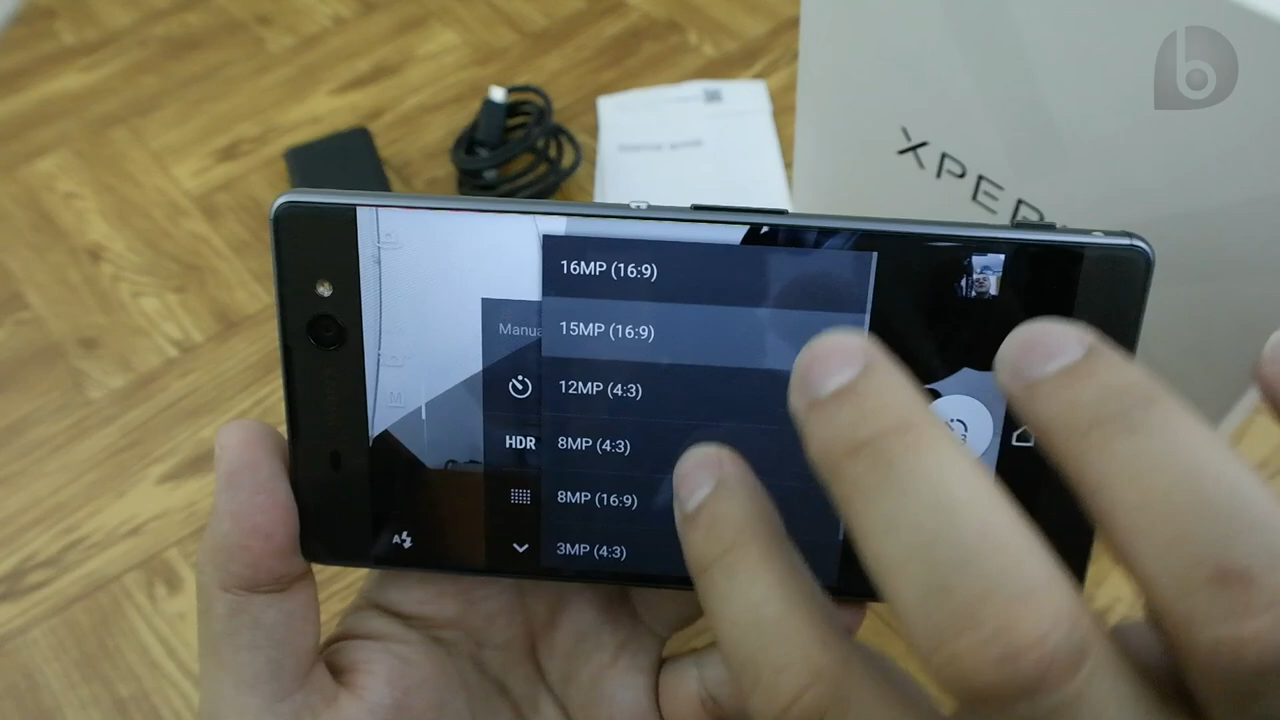 b
XPER
16MP (16:9)
15MP (16:9)
Manua
12MP (4:3)
HDR
8MP (4:3)
8MP (16:9)
3MP (4:3)
A
M